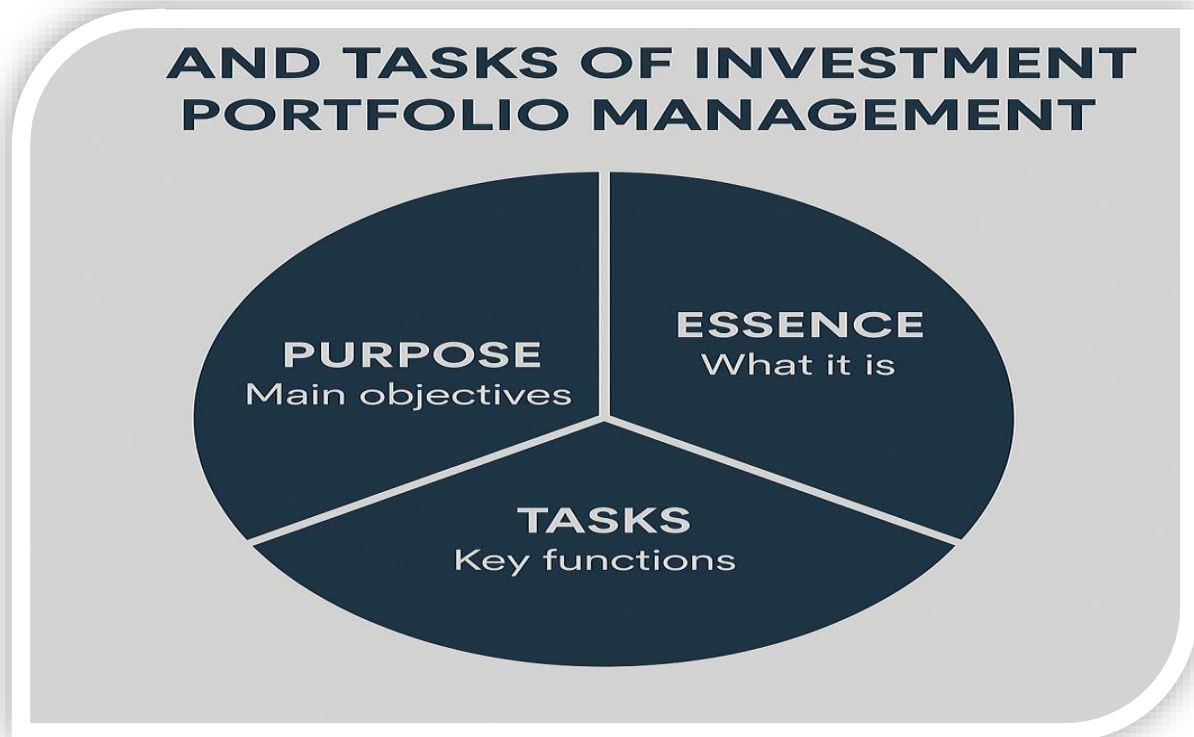 AND TASKS OF INVESTMENT
PORTFOLIO MANAGEMENT
PURPOSE
Main objectives
ESSENCE
What it is
TASKS
Key functions